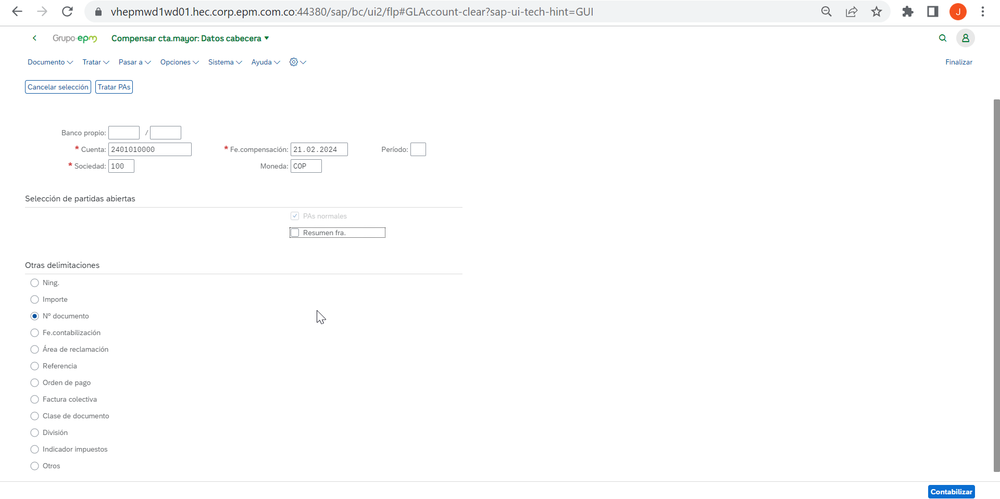 vhepmwd1wd01.hec.corp.epm.com.co:44380/sap/bc/ui2/flp#GLAccount-clear?sap-ui-tech-hint=GUI
J
Grupo·epm Compensar cta.mayor: Datos cabecera
Documento Tratar Pasar a Opciones Sistema Ayuda Finalizar
Cancelar selección Tratar PAs
Banco propio: /
* Cuenta: 2401010000 * Fe.compensación: 21.02.2024 Período:
* Sociedad: 100 Moneda: COP
Selección de partidas abiertas
PAs normales
Resumen fra.
Otras delimitaciones
Ning.
Importe
Nº documento
Fe.contabilización
Área de reclamación
Referencia
Orden de pago
Factura colectiva
Clase de documento
División
Indicador impuestos
Otros
Contabilizar